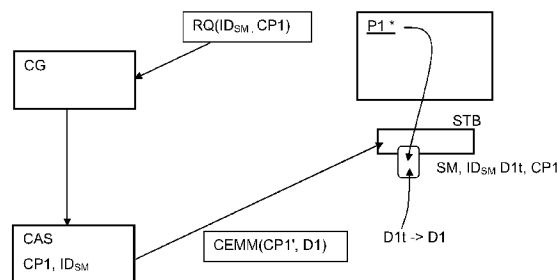 RQ(ID_SM, CP1)
P1 *
CG
STB
SM, ID_SM D1t, CP1
CAS
CP1, ID_SM
CEMM(CP1', D1)
D1t -> D1